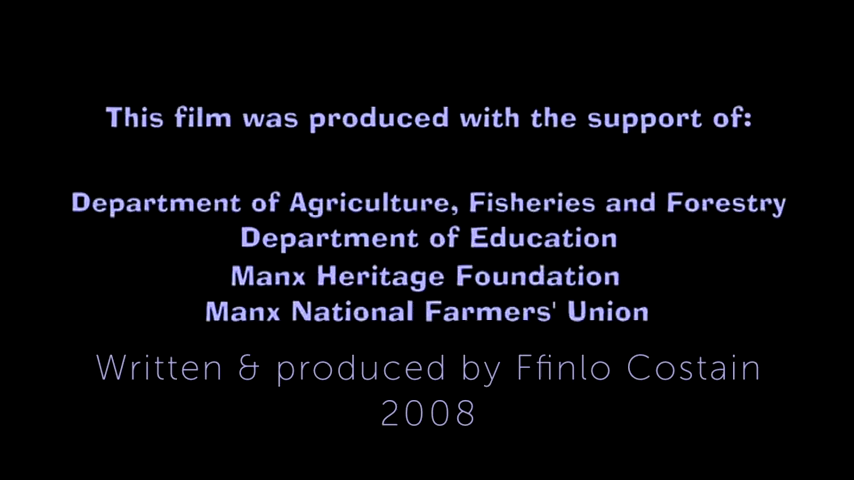 This film was produced with the support of:
Department of Agriculture, Fisheries and Forestry
Department of Education
Manx Heritage Foundation
Manx National Farmers' Union
Written & produced by Ffinlo Costain
2008